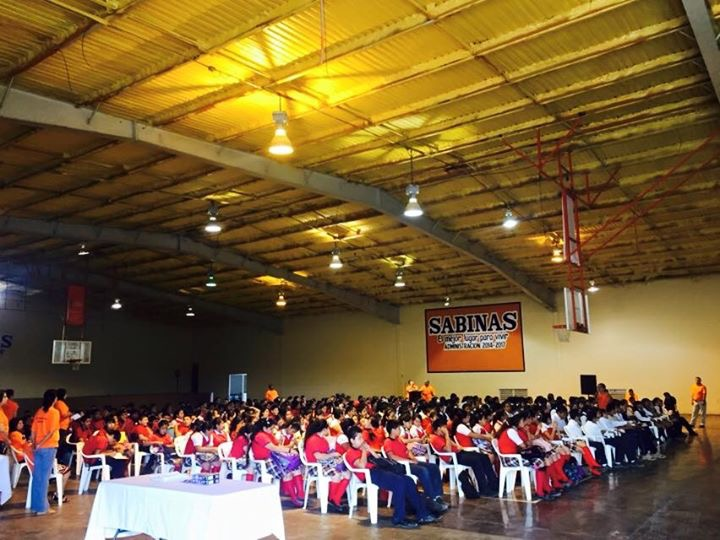 SABINAS
El mejor lugar para vivir
ADMINISTRACIÓN 2014-2017